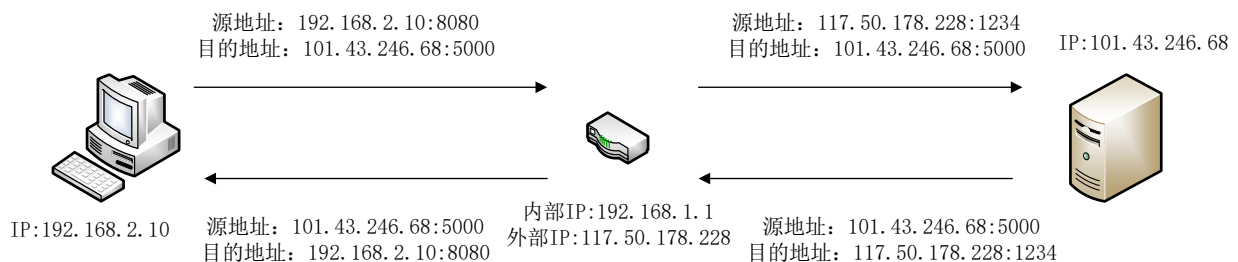 源地址：192.168.2.10:8080
目的地址：101.43.246.68:5000
源地址：117.50.178.228:1234
目的地址：101.43.246.68:5000
IP:101.43.246.68
IP:192.168.2.10
源地址：101.43.246.68:5000
目的地址：192.168.2.10:8080
内部IP:192.168.1.1
外部IP:117.50.178.228
源地址：101.43.246.68:5000
目的地址：117.50.178.228:1234